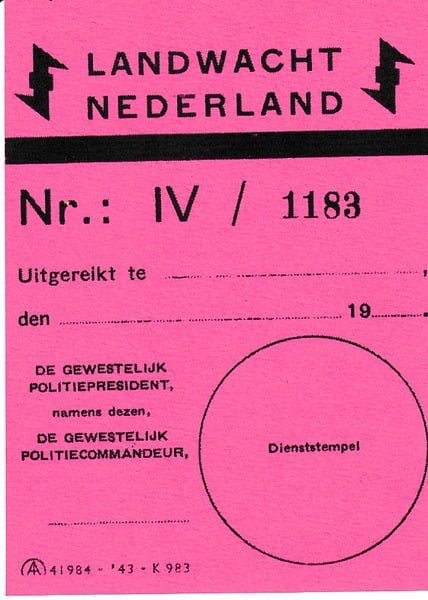 LANDWACHT
NEDERLAND
Nr.: IV / 1183
Uitgereikt te ,
den 19 .
DE GEWESTELIJK
POLITIEPRESIDENT,
namens dezen,
DE GEWESTELIJK
POLITIECOMMANDEUR,
Dienststempel
A 41984 - '43 - K 983